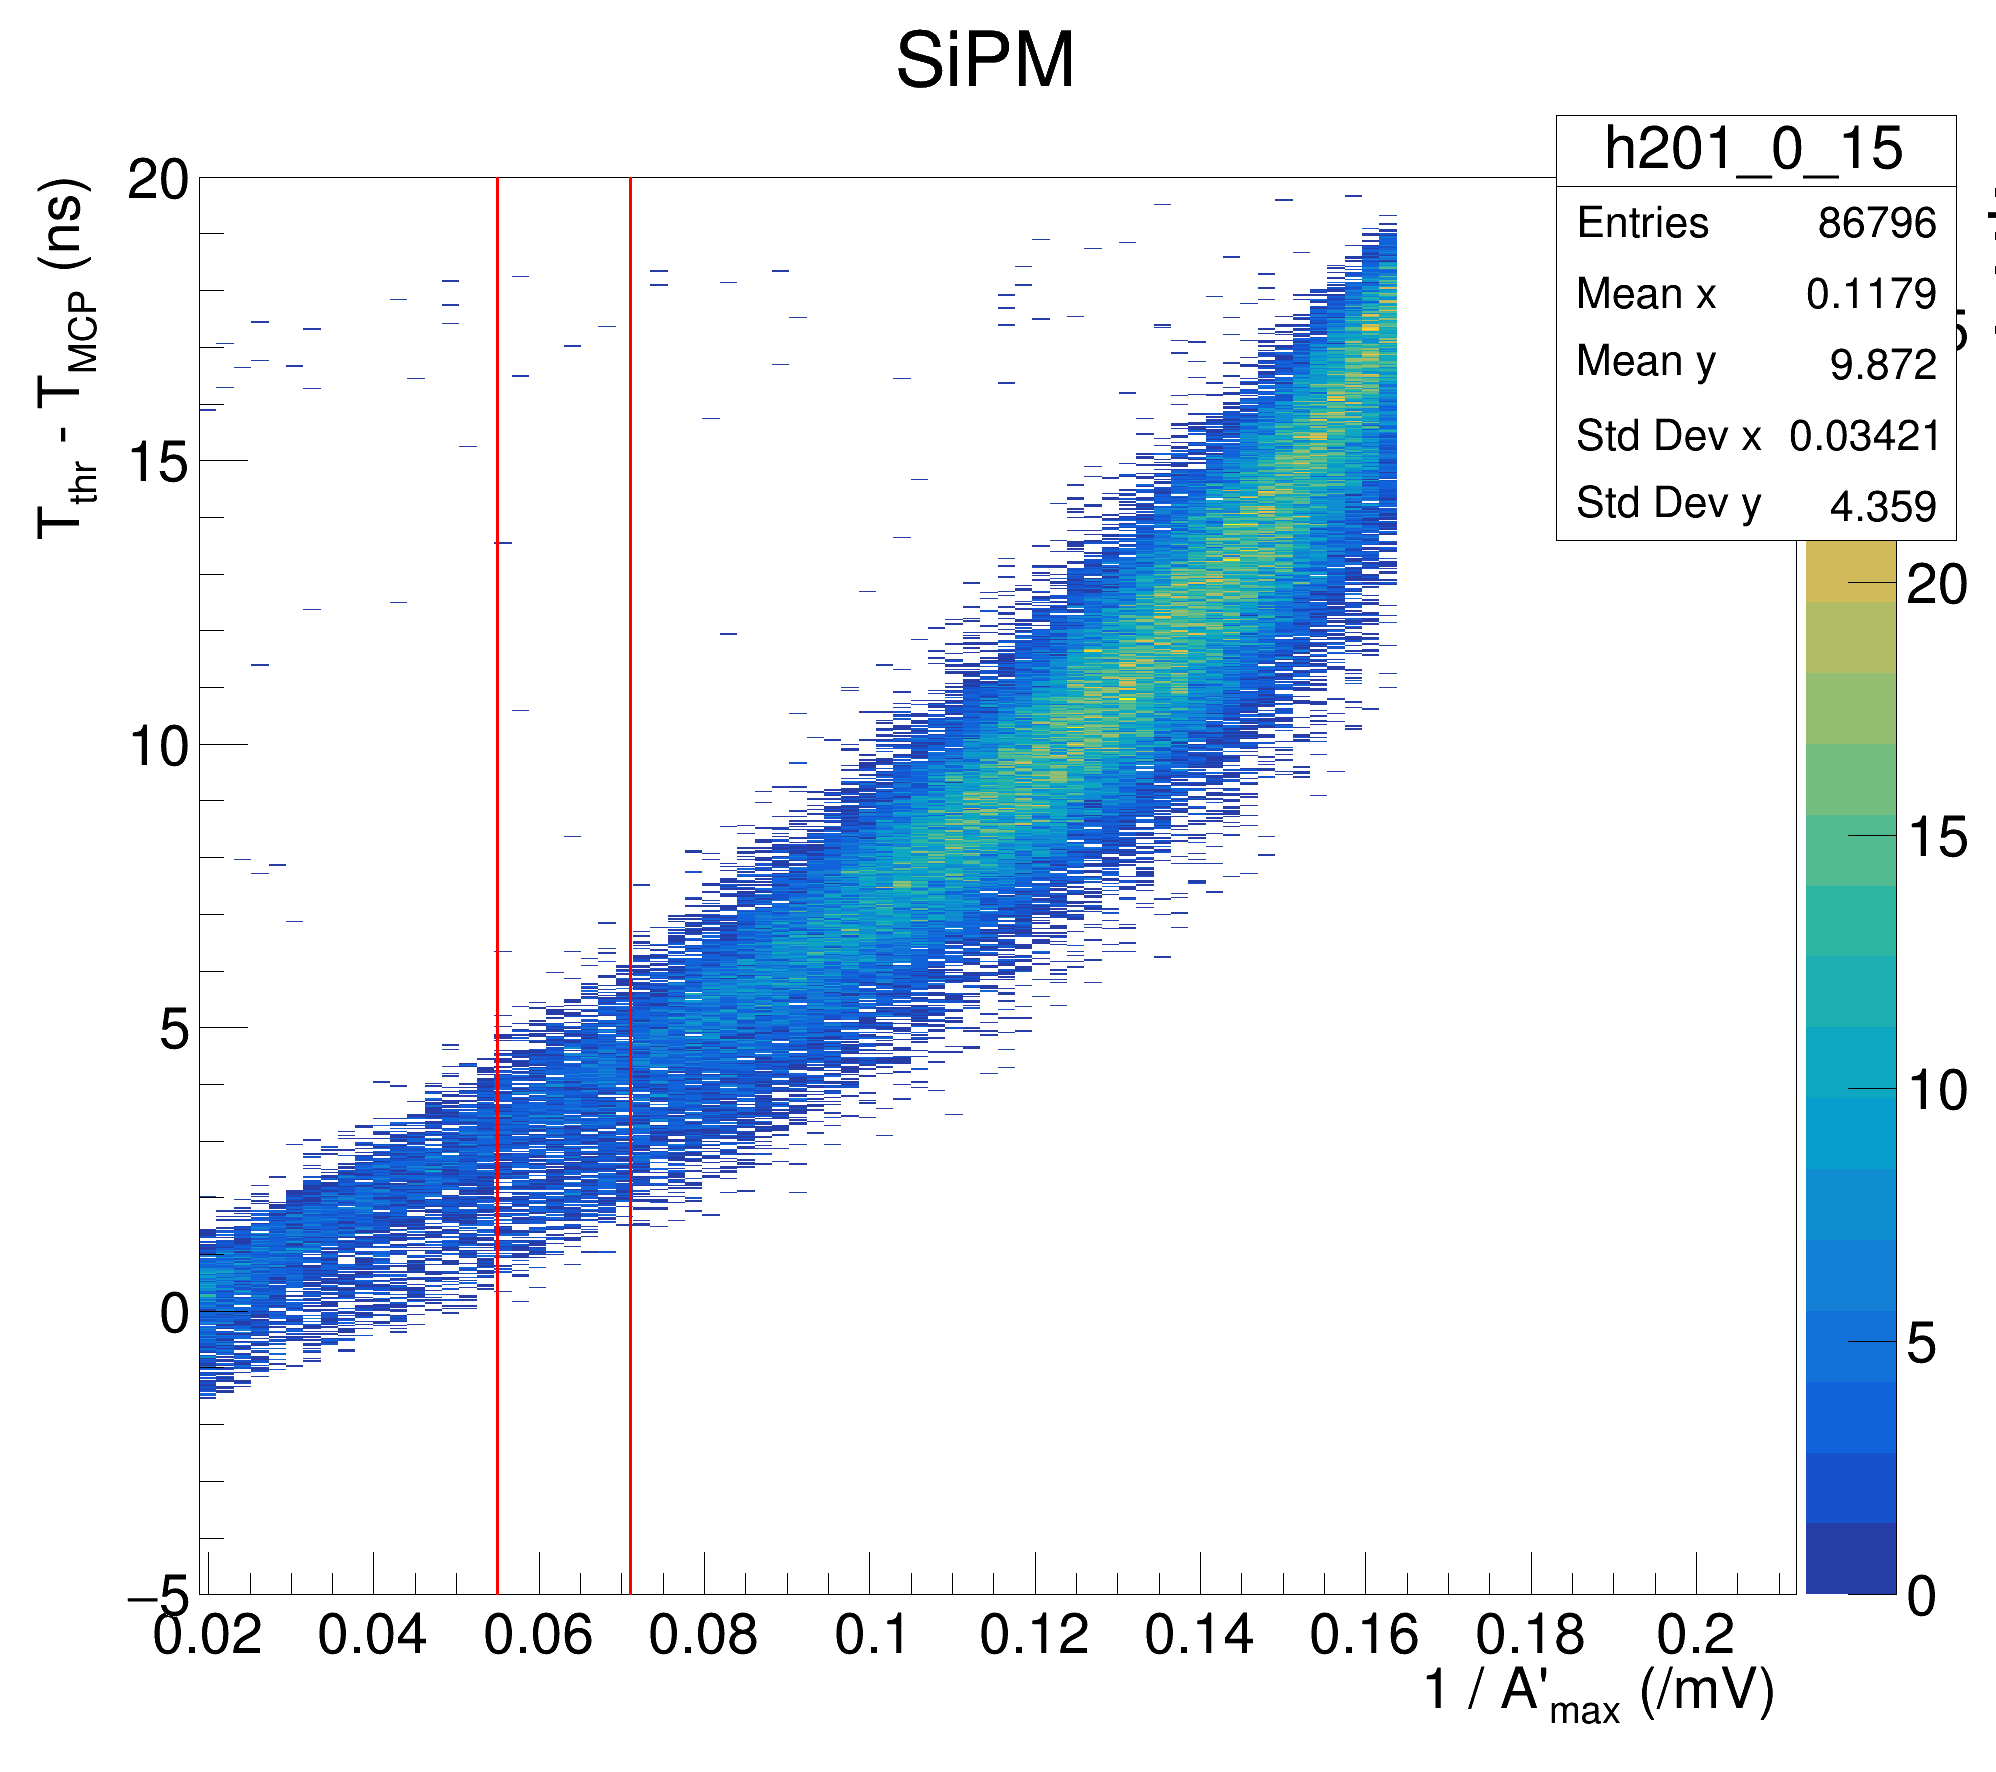 SiPM
h201_0_15
Entries 86796
Mean x 0.1179
Mean y 9.872
Std Dev x 0.03421
Std Dev y 4.359
T_thr - T_MCP (ns)
20
15
10
5
0
−5
0.02 0.04 0.06 0.08 0.1 0.12 0.14 0.16 0.18 0.2
1 / A'_max (/mV)
20
15
10
5
0